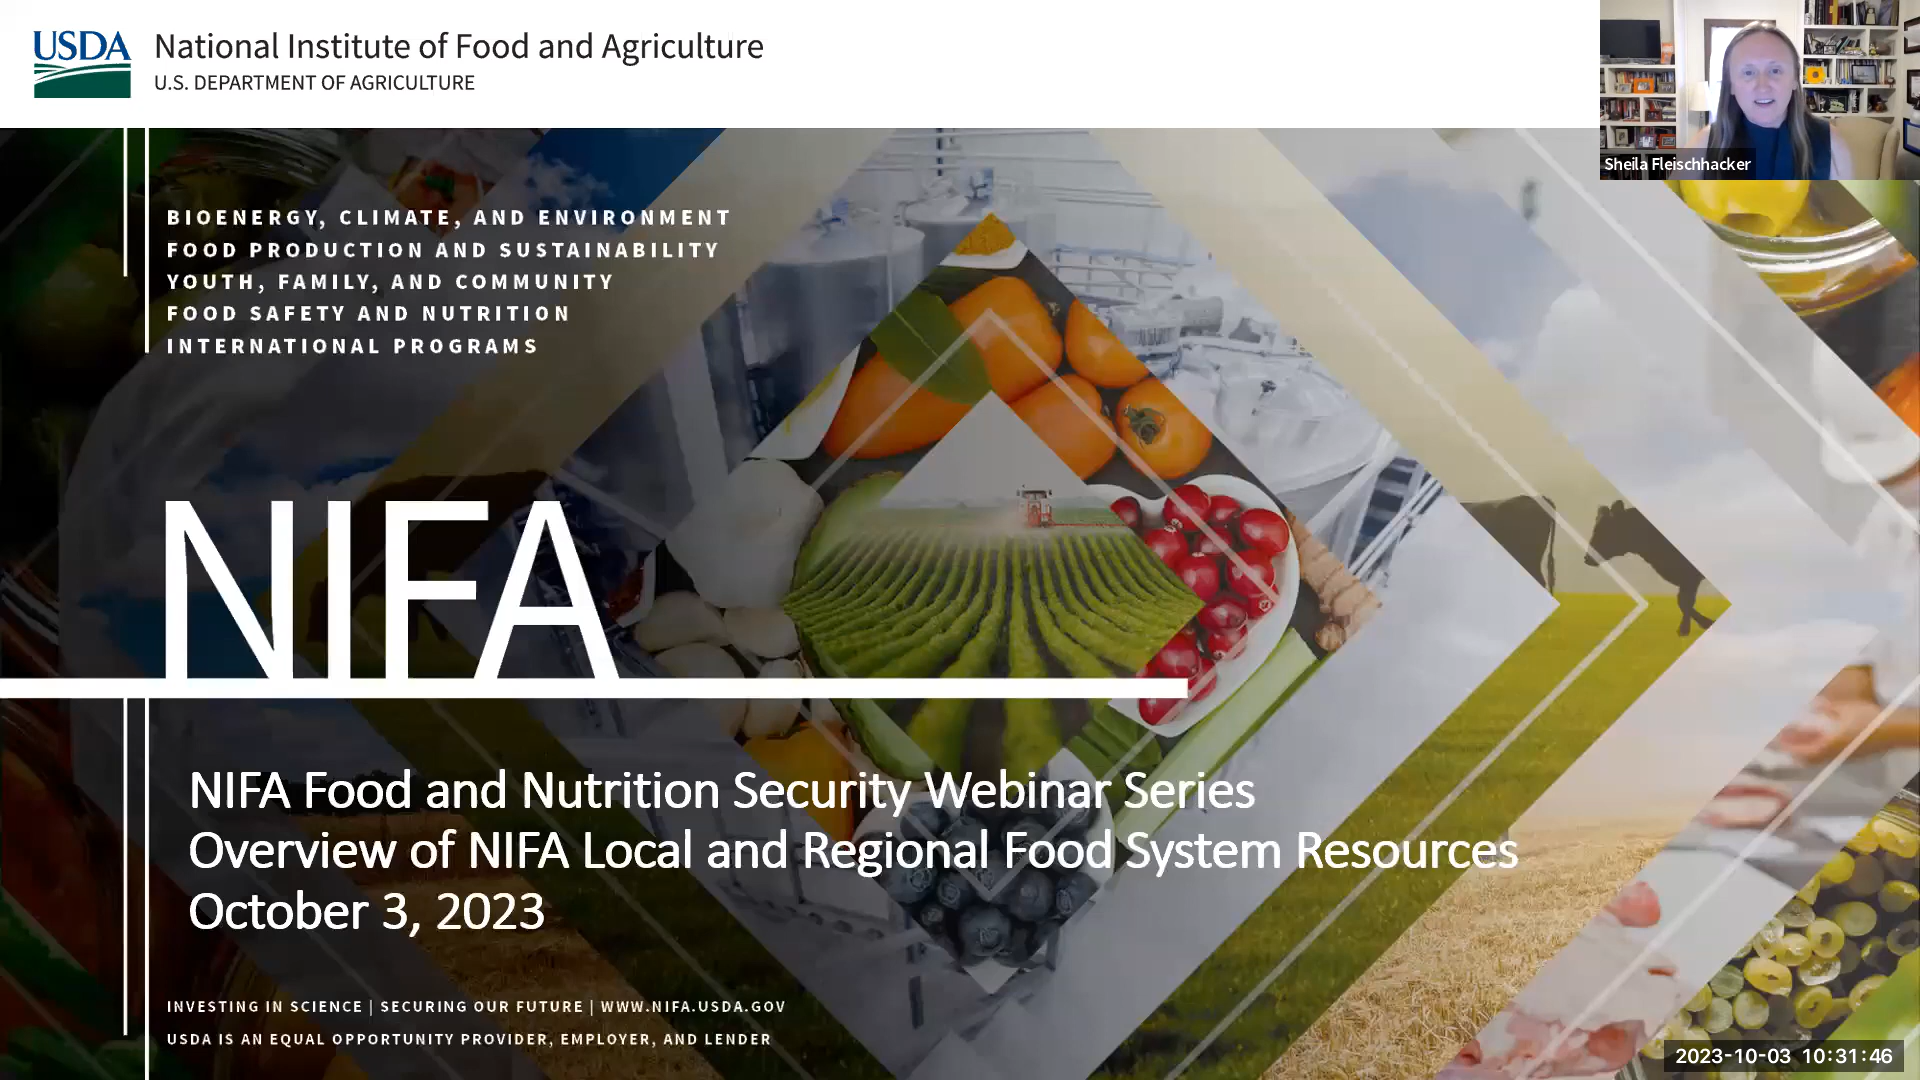 USDA
National Institute of Food and Agriculture
U.S. DEPARTMENT OF AGRICULTURE
Sheila Fleischhacker
BIOENERGY, CLIMATE, AND ENVIRONMENT
FOOD PRODUCTION AND SUSTAINABILITY
YOUTH, FAMILY, AND COMMUNITY
FOOD SAFETY AND NUTRITION
INTERNATIONAL PROGRAMS
NIFA
NIFA Food and Nutrition Security Webinar Series
Overview of NIFA Local and Regional Food System Resources
October 3, 2023
INVESTING IN SCIENCE | SECURING OUR FUTURE | WWW.NIFA.USDA.GOV
USDA IS AN EQUAL OPPORTUNITY PROVIDER, EMPLOYER, AND LENDER
2023-10-03 10:31:46